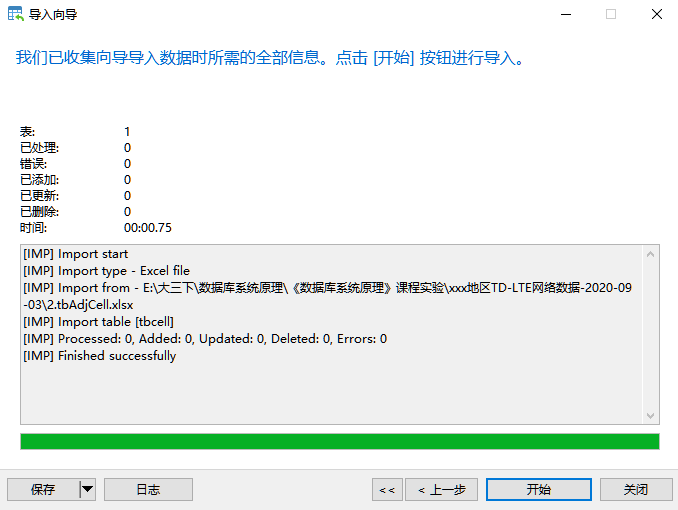 导入向导
我们已收集向导导入数据时所需的全部信息。点击 [开始] 按钮进行导入。
表: 1
已处理: 0
错误: 0
已添加: 0
已更新: 0
已删除: 0
时间: 00:00.75
[IMP] Import start
[IMP] Import type - Excel file
[IMP] Import from - E:\大三下\数据库系统原理\《数据库系统原理》课程实验\xxx地区TD-LTE网络数据-2020-09
-03\2.tbAdjCell.xlsx
[IMP] Import table [tbcell]
[IMP] Processed: 0, Added: 0, Updated: 0, Deleted: 0, Errors: 0
[IMP] Finished successfully
保存 日志 << < 上一步 开始 关闭